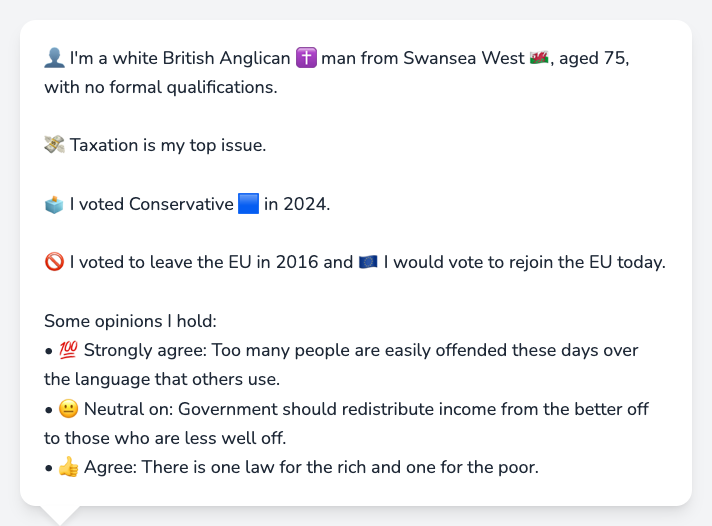 👤 I'm a white British Anglican ✝️ man from Swansea West 🏴󠁧󠁢󠁷󠁬󠁳󠁿, aged 75,
with no formal qualifications.
💸 Taxation is my top issue.
🗳️ I voted Conservative 🟦 in 2024.
🚫 I voted to leave the EU in 2016 and 🇪🇺 I would vote to rejoin the EU today.
Some opinions I hold:
• 💯 Strongly agree: Too many people are easily offended these days over
the language that others use.
• 😐 Neutral on: Government should redistribute income from the better off
to those who are less well off.
• 👍 Agree: There is one law for the rich and one for the poor.